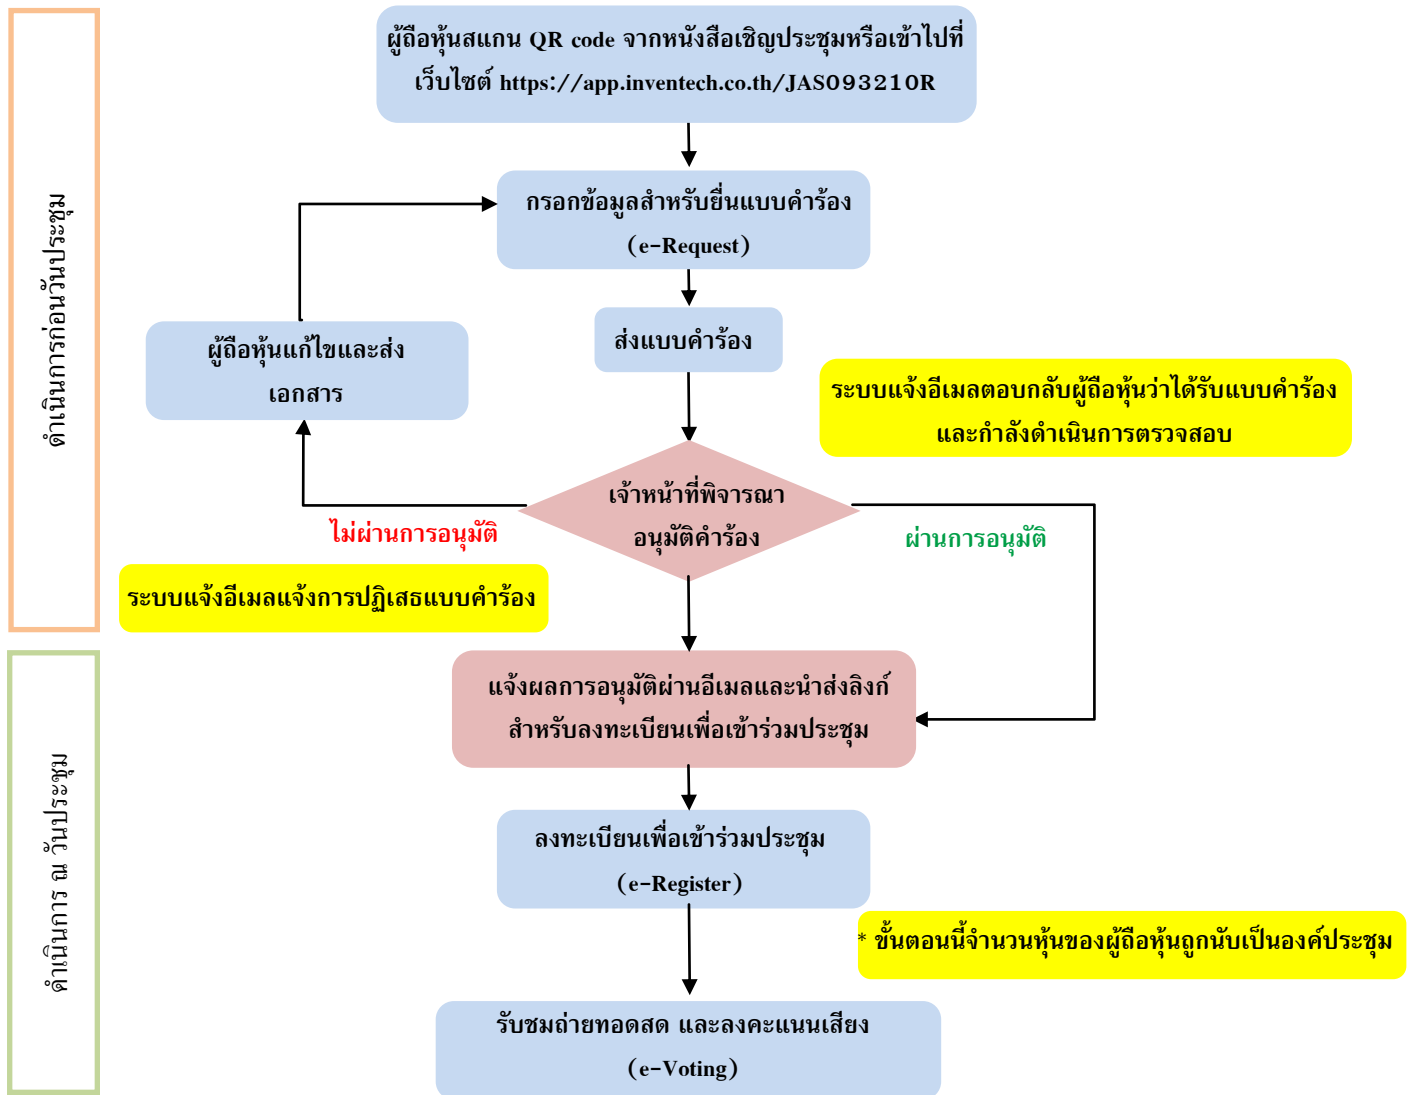 ดำเนินการก่อนวันประชุม
ผู้ถือหุ้นสแกน QR code จากหนังสือเชิญประชุมหรือเข้าไปที่
เว็บไซต์ https://app.inventech.co.th/JAS093210R
กรอกข้อมูลสำหรับยื่นแบบคำร้อง
(e-Request)
ส่งแบบคำร้อง
ผู้ถือหุ้นแก้ไขและส่ง
เอกสาร
ระบบแจ้งอีเมลตอบกลับผู้ถือหุ้นว่าได้รับแบบคำร้อง
และกำลังดำเนินการตรวจสอบ
เจ้าหน้าที่พิจารณา
อนุมัติคำร้อง
ไม่ผ่านการอนุมัติ
ผ่านการอนุมัติ
ระบบแจ้งอีเมลแจ้งการปฏิเสธแบบคำร้อง
ดำเนินการ ณ วันประชุม
แจ้งผลการอนุมัติผ่านอีเมลและนำส่งลิงก์
สำหรับลงทะเบียนเพื่อเข้าร่วมประชุม
ลงทะเบียนเพื่อเข้าร่วมประชุม
(e-Register)
* ขั้นตอนนี้จำนวนหุ้นของผู้ถือหุ้นถูกนับเป็นองค์ประชุม
รับชมถ่ายทอดสด และลงคะแนนเสียง
(e-Voting)